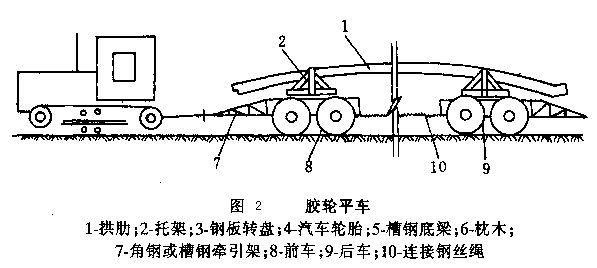 1
2
7
8
10
9
图 2 胶轮平车
1-拱肋;2-托架;3-钢板转盘;4-汽车轮胎;5-槽钢底梁;6-枕木;
7-角钢或槽钢牵引架;8-前车;9-后车;10-连接钢丝绳